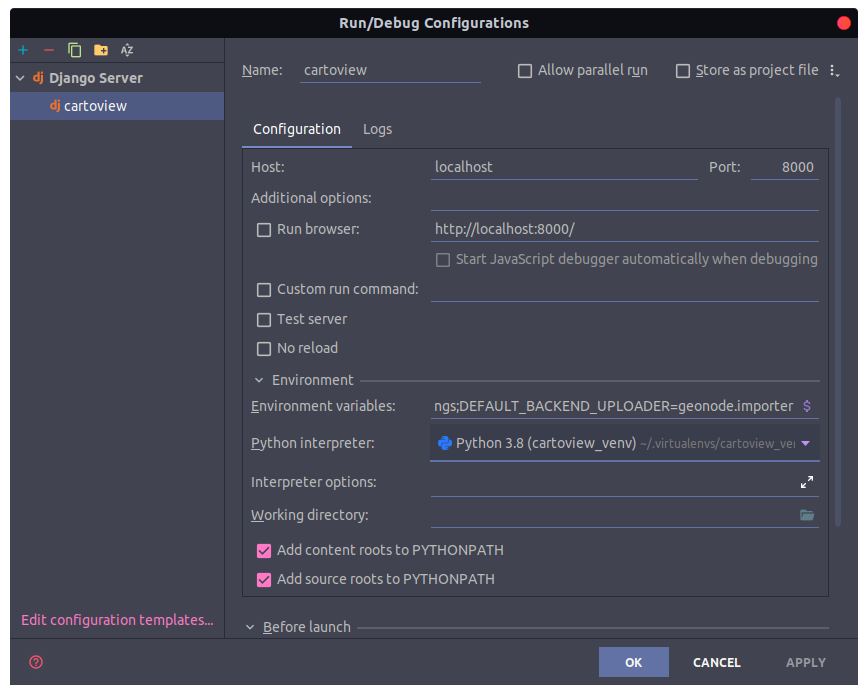 Run/Debug Configurations
Django Server
cartoview
Name: cartoview Allow parallel run Store as project file
Configuration Logs
Host: localhost Port: 8000
Additional options:
Run browser: http://localhost:8000/
Start JavaScript debugger automatically when debugging
Custom run command:
Test server
No reload
Environment
Environment variables: ngs;DEFAULT_BACKEND_UPLOADER=geonode.importer $
Python interpreter: Python 3.8 (cartoview_venv) ~/.virtualenvs/cartoview_ve
Interpreter options:
Working directory:
Add content roots to PYTHONPATH
Add source roots to PYTHONPATH
Edit configuration templates...
Before launch
? OK CANCEL APPLY